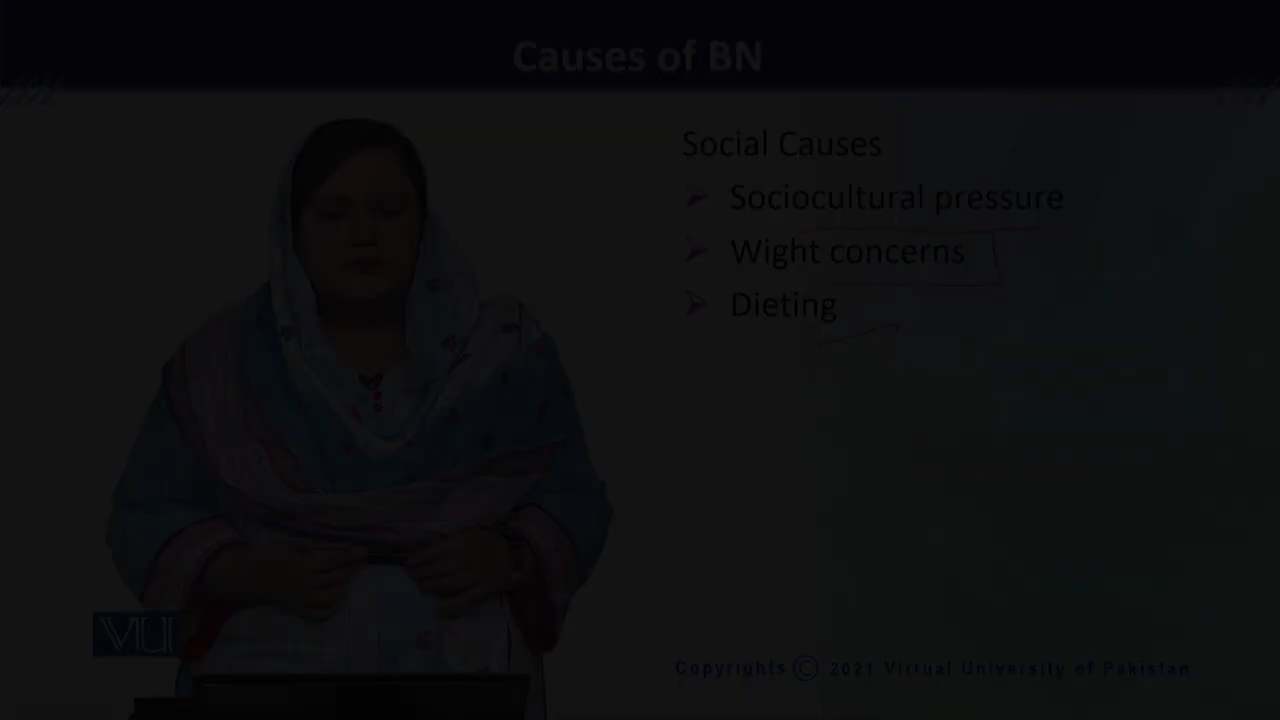 Causes of BN
Social Causes
Sociocultural pressure
Wight concerns
Dieting
VU
Copyrights © 2021 Virtual University of Pakistan